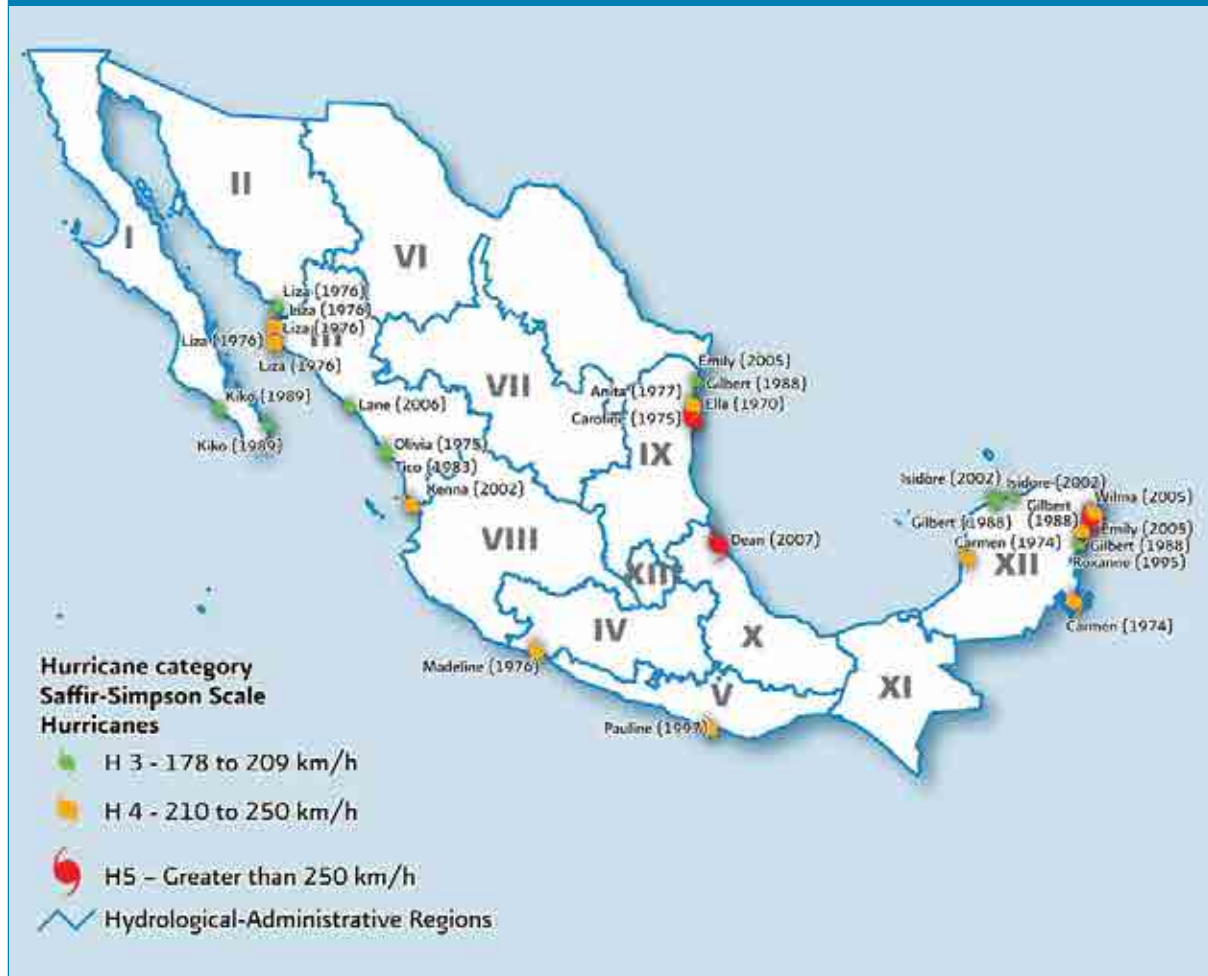 II
I
VI
Liza (1976)
Liza (1976)
Liza (1976)
Liza (1976)
III
Liza (1976)
VII
Emily (2005)
Anita (1977)
Gilbert (1988)
Kiko (1989)
Lane (2006)
Ella (1970)
Caroline (1975)
Kiko (1989)
Olivia (1975)
IX
Tico (1983)
Isidore (2002)
Isidore (2002)
Kenna (2002)
Wilma (2005)
Gilbert (1988)
Gilbert (1988)
Emily (2005)
VIII
Dean (2007)
Carmen (1974)
Gilbert (1988)
XII
Roxanne (1995)
XIII
IV
X
Carmen (1974)
Madeline (1976)
XI
V
Pauline (1997)
Hurricane category
Saffir-Simpson Scale
Hurricanes
H 3 - 178 to 209 km/h
H 4 - 210 to 250 km/h
H5 – Greater than 250 km/h
Hydrological-Administrative Regions